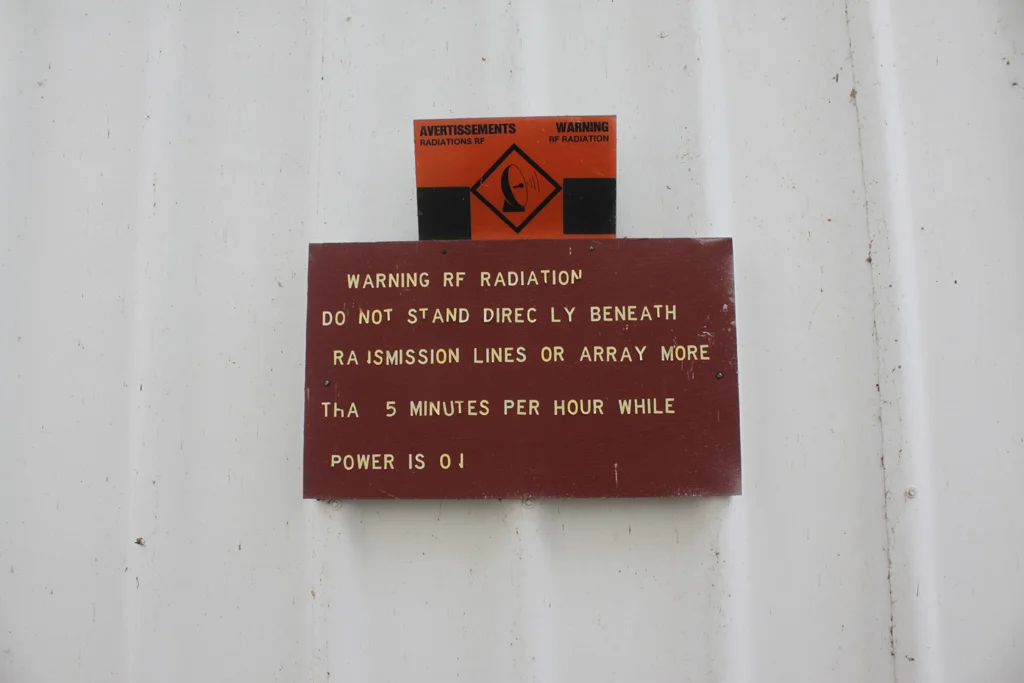 AVERTISSEMENTS WARNING
RADIATIONS RF RF RADIATION
WARNING RF RADIATION
DO NOT STAND DIREC LY BENEATH
RA ISMISSION LINES OR ARRAY MORE
THA 5 MINUTES PER HOUR WHILE
POWER IS ON